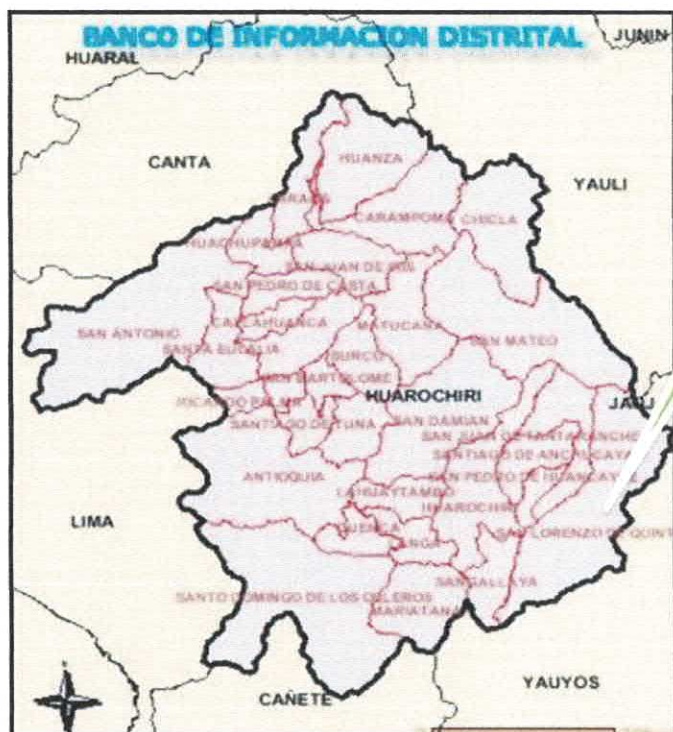 BANCO DE INFORMACION DISTRITAL
JUNIN
HUARAL
CANTA
HUANZA
YAULI
CARAMPOMA
CHICLA
HUACHUPAMPA
SAN JUAN DE IRIS
SAN PEDRO DE CASTA
SAN ANTONIO
CALLAHUANCA
MATUCANA
SAN MATEO
SANTA EULALIA
SURCO
SAN BARTOLOME
HUAROCHIRI
RICARDO PALMA
SANTIAGO DE TUNA
SAN DAMIAN
SAN JUAN DE TANTARANCHE
SANTIAGO DE ANCHUCAYA
ANTIOQUIA
SAN PEDRO DE HUANCAYRE
LAHUAYTAMBO
HUAROCHIRI
LIMA
CUENCA
LANGA
SAN LORENZO DE QUINT
SANGALLAYA
SANTO DOMINGO DE LOS OLLEROS
MARIATANA
CAÑETE
YAUYOS